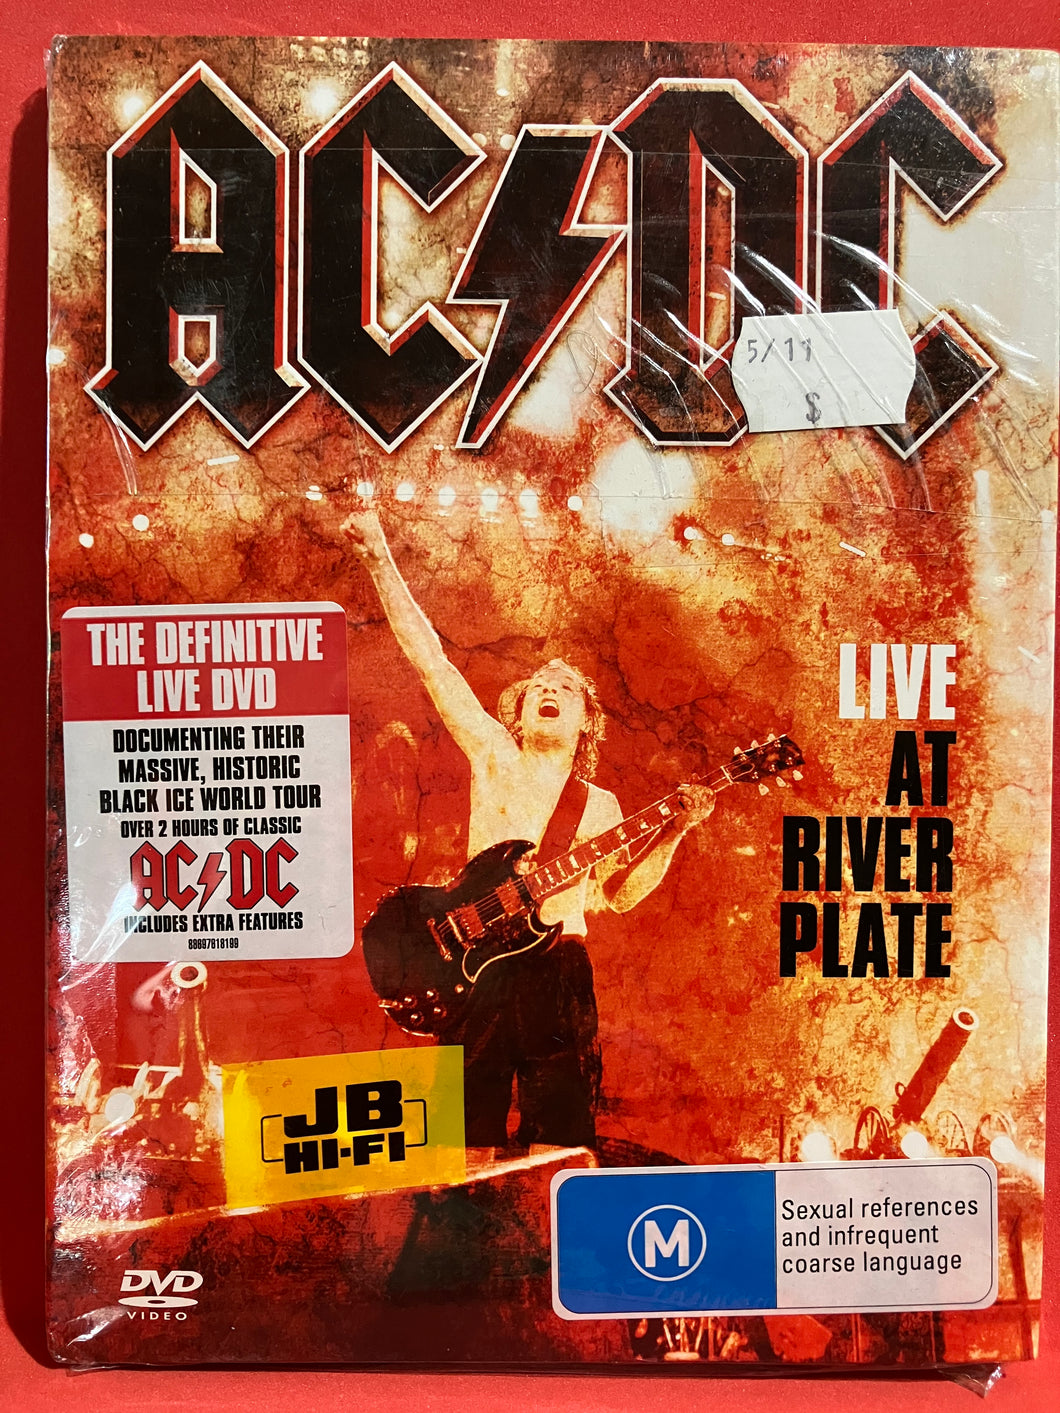 AC/DC
5/11
$
LIVE
AT
RIVER
PLATE
THE DEFINITIVE
LIVE DVD
DOCUMENTING THEIR
MASSIVE, HISTORIC
BLACK ICE WORLD TOUR
OVER 2 HOURS OF CLASSIC
AC/DC
INCLUDES EXTRA FEATURES
88697818199
JB
HI-FI
M
Sexual references
and infrequent
coarse language
DVD
VIDEO